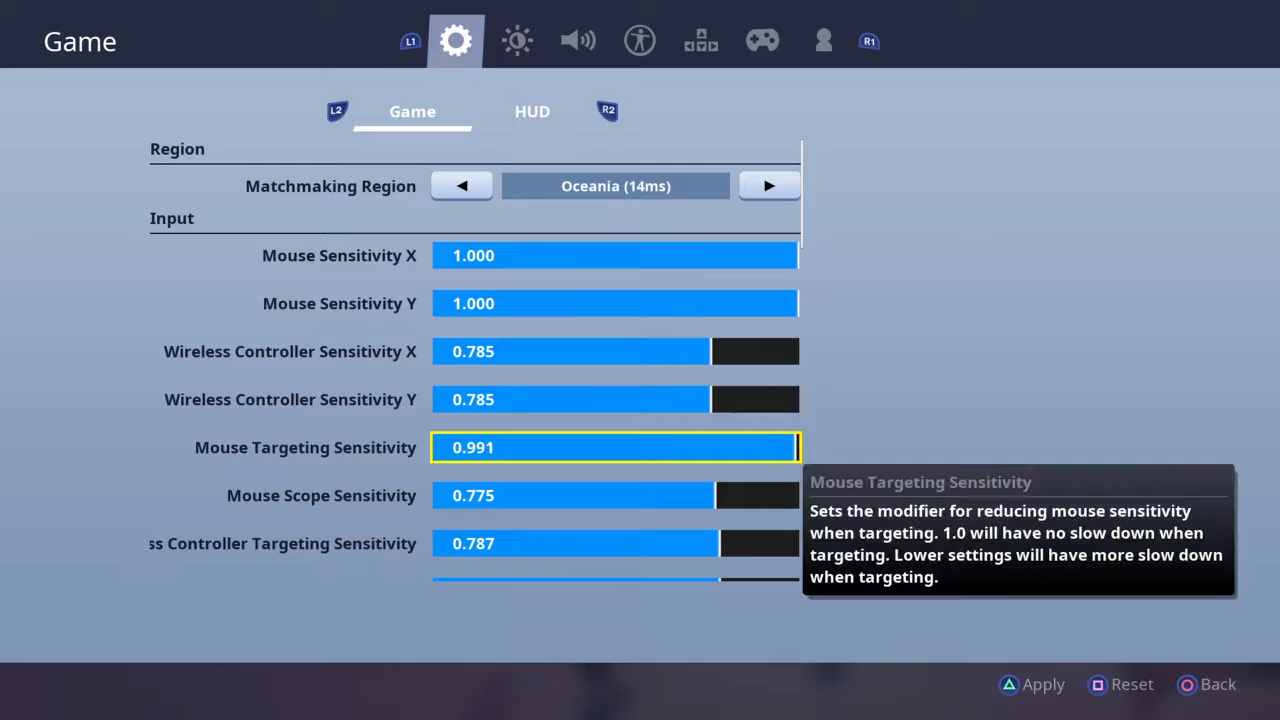 Game
L1
R1
L2
Game
HUD
R2
Region
Matchmaking Region
Oceania (14ms)
Input
Mouse Sensitivity X
1.000
Mouse Sensitivity Y
1.000
Wireless Controller Sensitivity X
0.785
Wireless Controller Sensitivity Y
0.785
Mouse Targeting Sensitivity
0.991
Mouse Scope Sensitivity
0.775
ss Controller Targeting Sensitivity
0.787
Mouse Targeting Sensitivity
Sets the modifier for reducing mouse sensitivity
when targeting. 1.0 will have no slow down when
targeting. Lower settings will have more slow down
when targeting.
Apply
Reset
Back